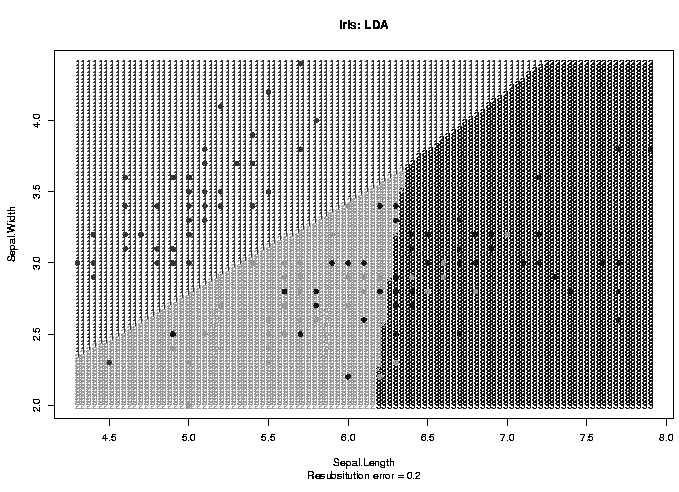 Iris: LDA
Sepal.Width
4.0
3.5
3.0
2.5
2.0
4.5 5.0 5.5 6.0 6.5 7.0 7.5 8.0
Sepal.Length
Resubsitution error = 0.2